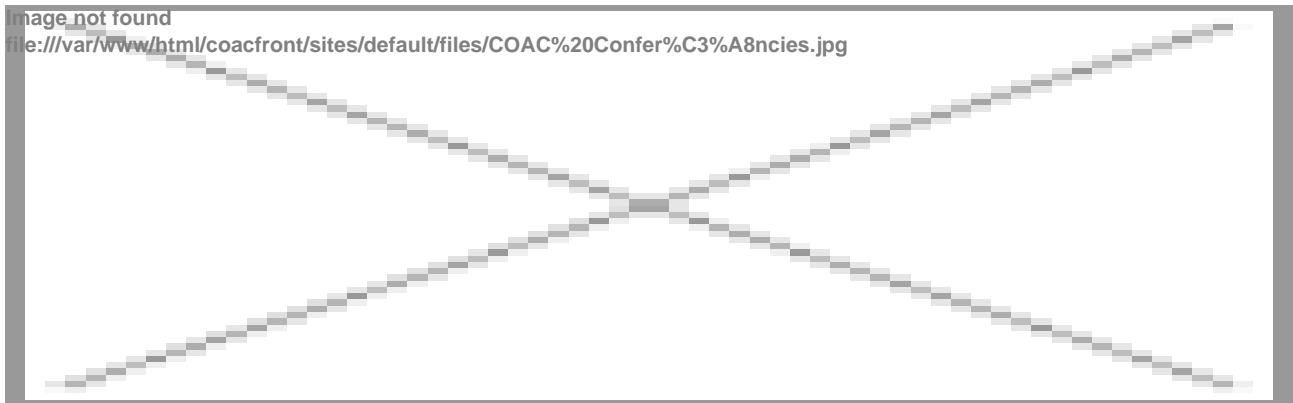 Image not found
file:///var/www/html/coacfront/sites/default/files/COAC%20Confer%C3%A8ncies.jpg